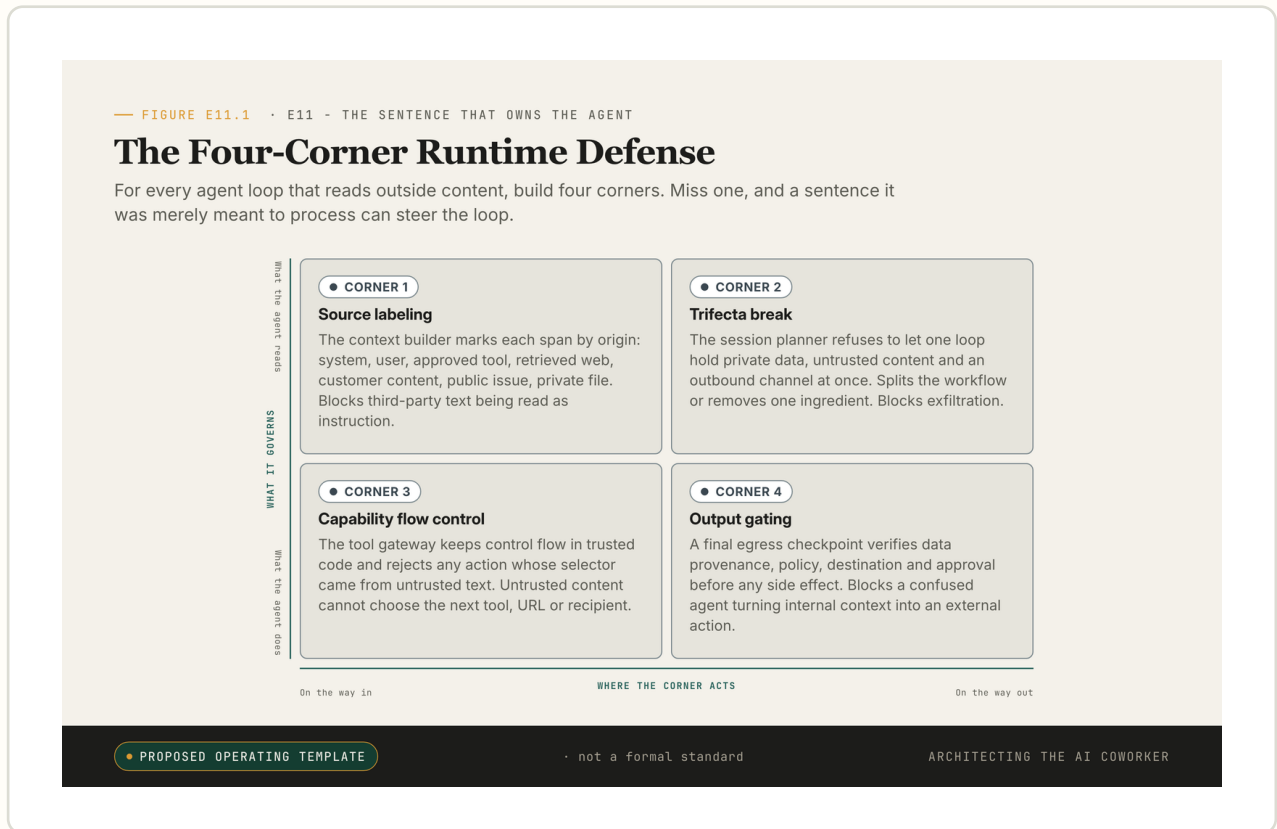 FIGURE E11.1 · E11 - THE SENTENCE THAT OWNS THE AGENT
The Four-Corner Runtime Defense
For every agent loop that reads outside content, build four corners. Miss one, and a sentence it
was merely meant to process can steer the loop.
What the agent reads
WHAT IT GOVERNS
What the agent does
CORNER 1
Source labeling
The context builder marks each span by origin:
system, user, approved tool, retrieved web,
customer content, public issue, private file.
Blocks third-party text being read as
instruction.
CORNER 2
Trifecta break
The session planner refuses to let one loop
hold private data, untrusted content and an
outbound channel at once. Splits the workflow
or removes one ingredient. Blocks exfiltration.
CORNER 3
Capability flow control
The tool gateway keeps control flow in trusted
code and rejects any action whose selector
came from untrusted text. Untrusted content
cannot choose the next tool, URL or recipient.
CORNER 4
Output gating
A final egress checkpoint verifies data
provenance, policy, destination and approval
before any side effect. Blocks a confused
agent turning internal context into an external
action.
On the way in
WHERE THE CORNER ACTS
On the way out
PROPOSED OPERATING TEMPLATE
· not a formal standard
ARCHITECTING THE AI COWORKER